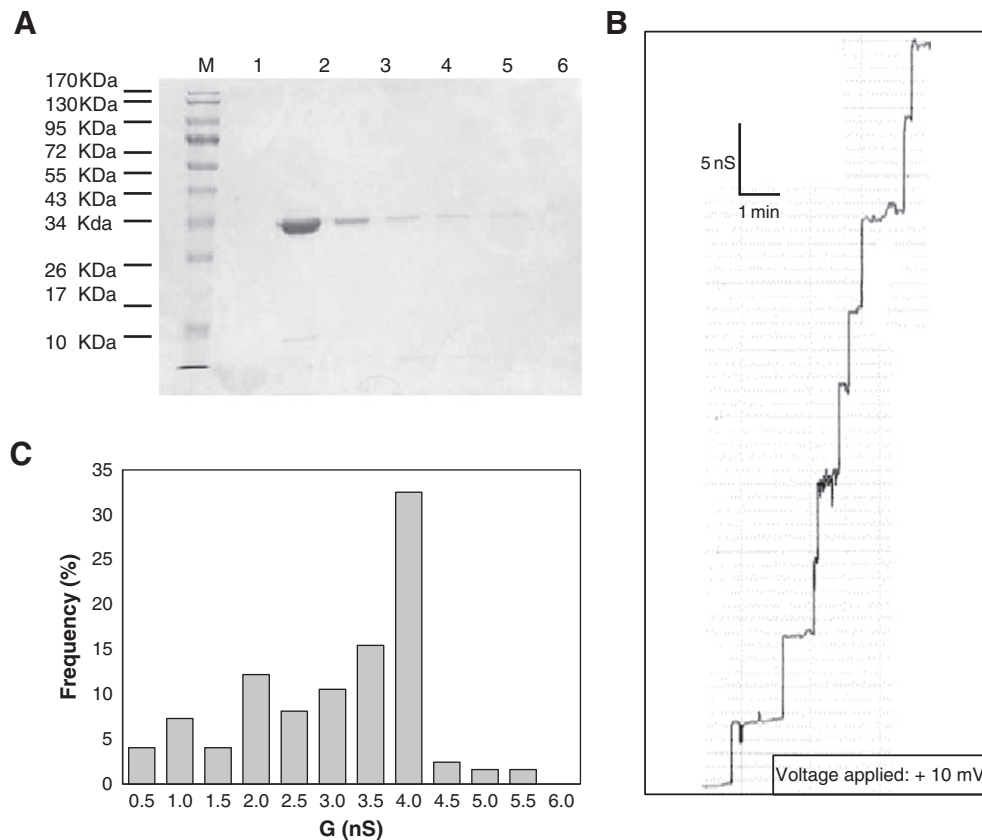 A
M 1 2 3 4 5 6
170KDa
130KDa
95 KDa
72 KDa
55 KDa
43 KDa
34 Kda
26 KDa
17 KDa
10 KDa
B
5 nS
1 min
Voltage applied: + 10 mV
C
35
30
25
20
15
10
5
0
Frequency (%)
0.5 1.0 1.5 2.0 2.5 3.0 3.5 4.0 4.5 5.0 5.5 6.0
G (nS)